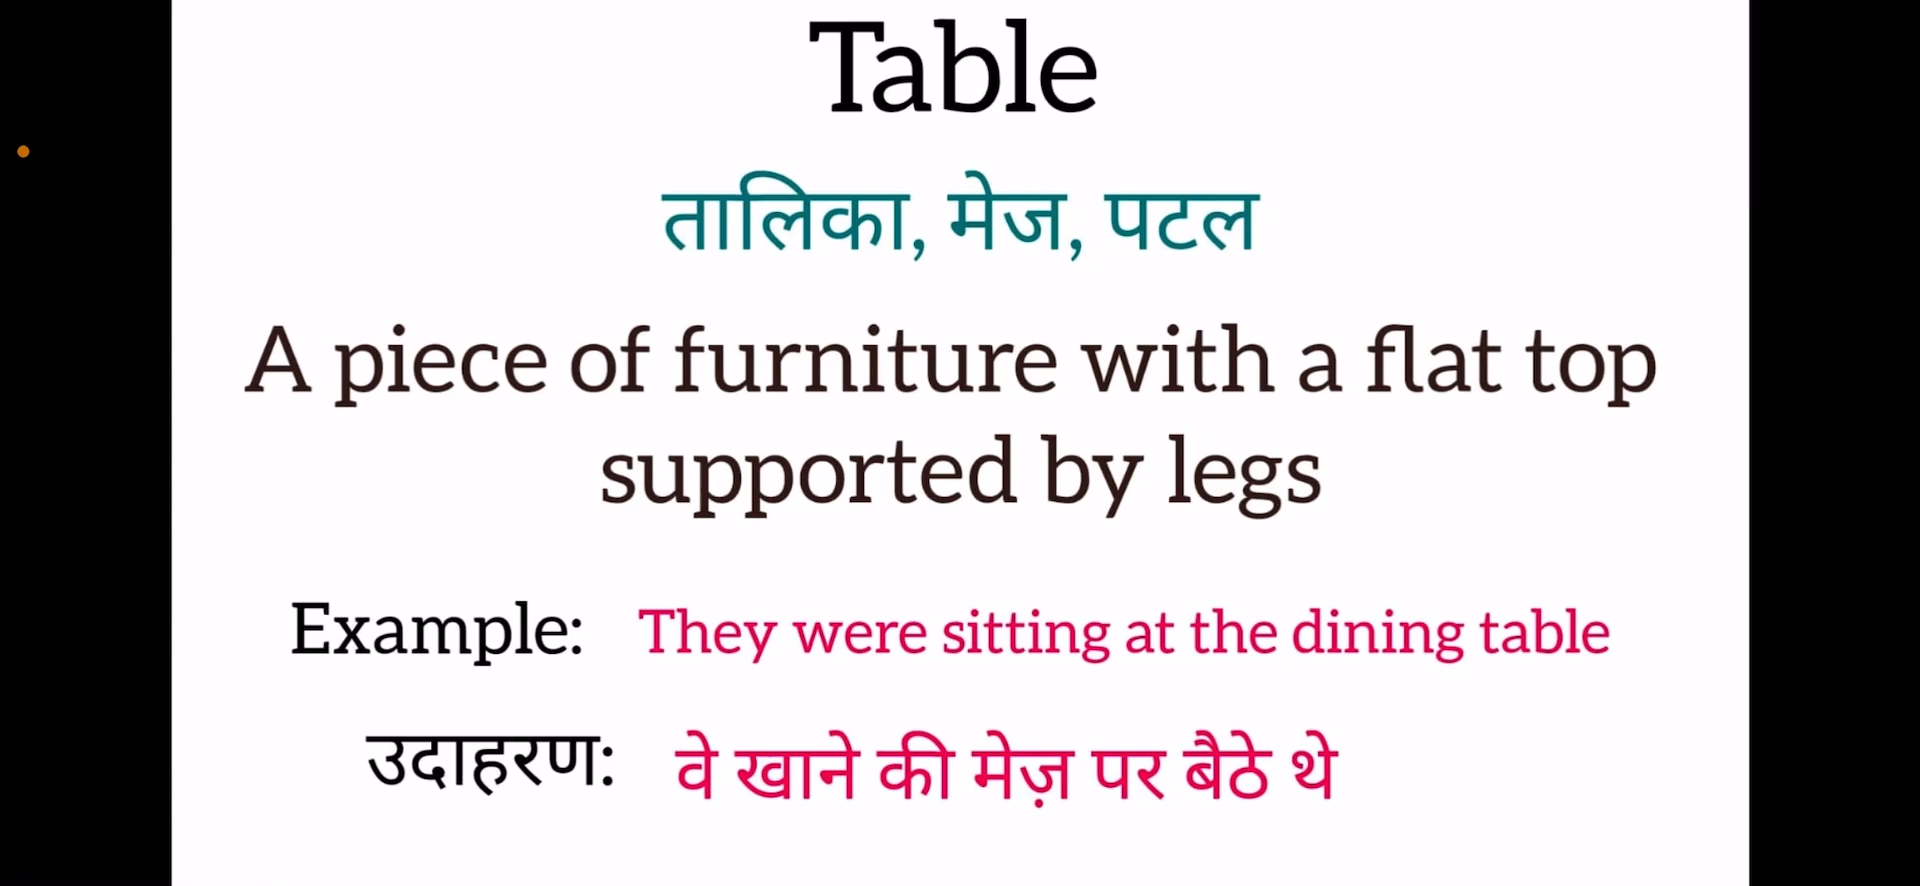 Table
तालिका, मेज, पटल
A piece of furniture with a flat top
supported by legs
Example: They were sitting at the dining table
उदाहरण: वे खाने की मेज़ पर बैठे थे